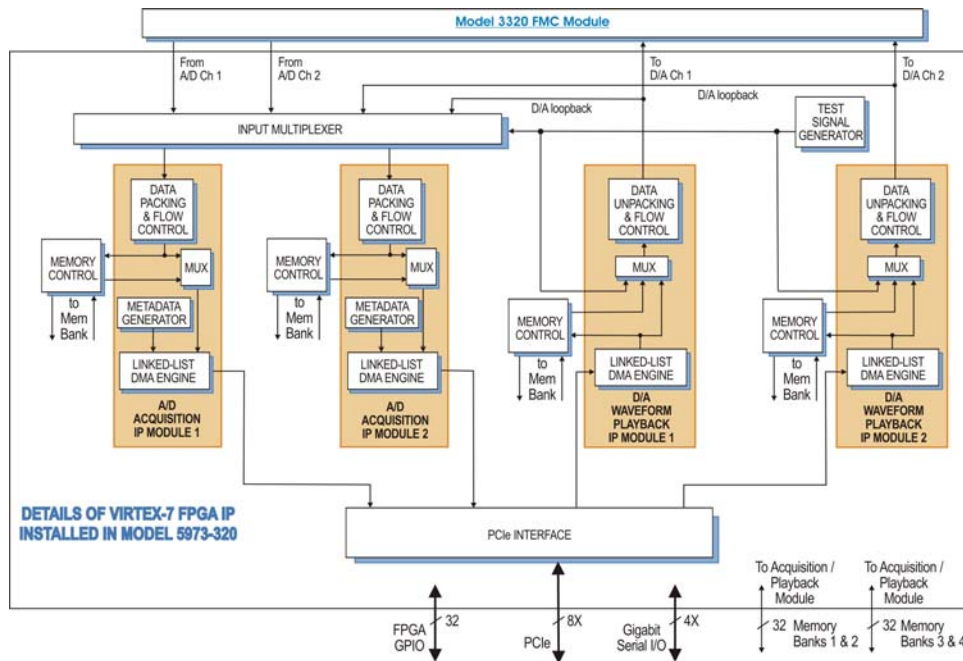 Model 3320 FMC Module
From
A/D Ch 1
From
A/D Ch 2
To
D/A Ch 1
To
D/A Ch 2
D/A loopback
D/A loopback
INPUT MULTIPLEXER
TEST
SIGNAL
GENERATOR
DATA
PACKING
& FLOW
CONTROL
MEMORY
CONTROL
MUX
to
Mem
Bank
METADATA
GENERATOR
LINKED-LIST
DMA ENGINE
A/D
ACQUISITION
IP MODULE 1
DATA
PACKING
& FLOW
CONTROL
MEMORY
CONTROL
MUX
to
Mem
Bank
METADATA
GENERATOR
LINKED-LIST
DMA ENGINE
A/D
ACQUISITION
IP MODULE 2
DATA
UNPACKING
& FLOW
CONTROL
MUX
MEMORY
CONTROL
to
Mem
Bank
LINKED-LIST
DMA ENGINE
D/A
WAVEFORM
PLAYBACK
IP MODULE 1
DATA
UNPACKING
& FLOW
CONTROL
MUX
MEMORY
CONTROL
to
Mem
Bank
LINKED-LIST
DMA ENGINE
D/A
WAVEFORM
PLAYBACK
IP MODULE 2
DETAILS OF VIRTEX-7 FPGA IP
INSTALLED IN MODEL 5973-320
PCIe INTERFACE
32
FPGA
GPIO
8X
PCIe
4X
Gigabit
Serial I/O
To Acquisition /
Playback
Module
32 Memory
Banks 1 & 2
To Acquisition /
Playback
Module
32 Memory
Banks 3 & 4